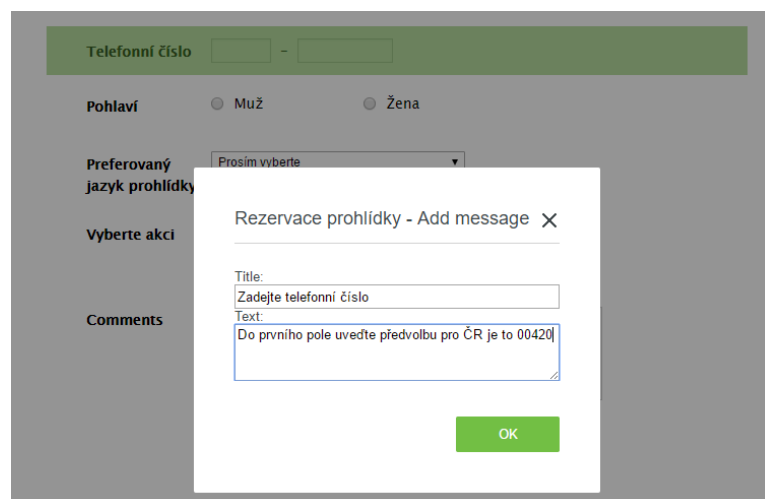 Telefonní číslo –
Pohlaví Muž Žena
Preferovaný jazyk prohlídky Prosím vyberte
Rezervace prohlídky - Add message
Vyberte akci
Title:
Zadejte telefonní číslo
Text:
Do prvního pole uveďte předvolbu pro ČR je to 00420
Comments
OK